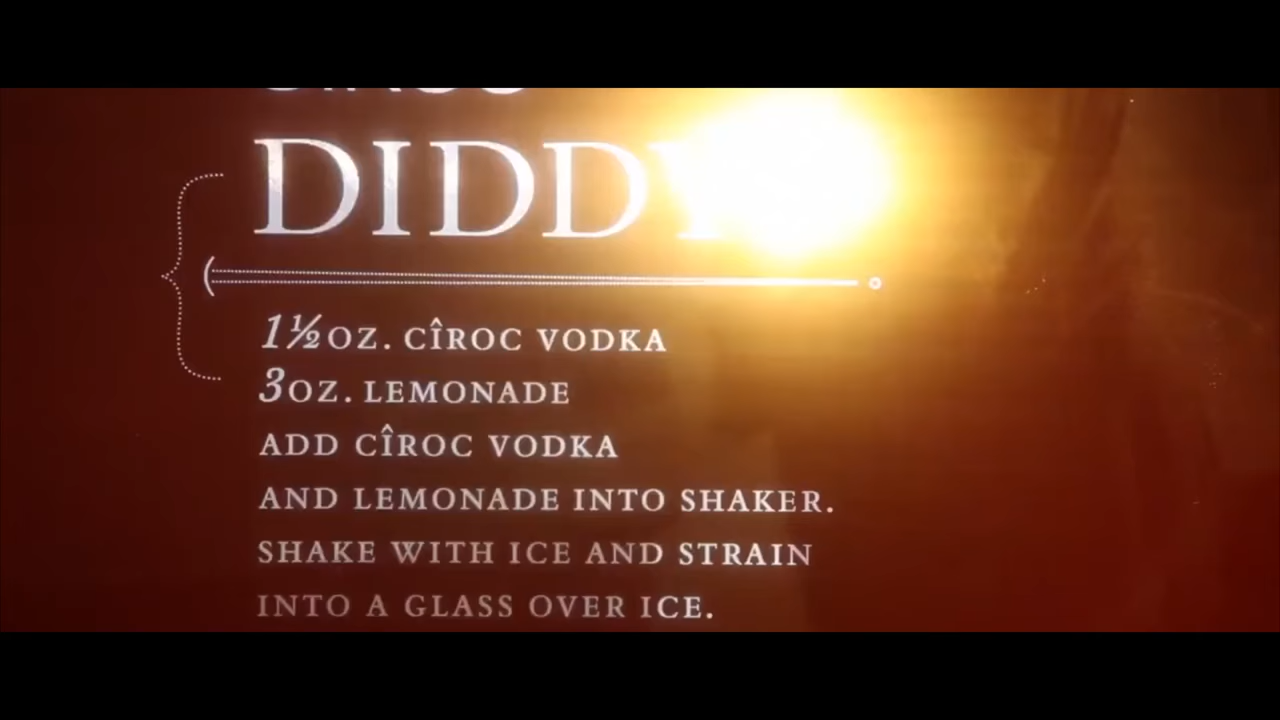 DIDDY
1½ OZ. CÎROC VODKA
3 OZ. LEMONADE
ADD CÎROC VODKA
AND LEMONADE INTO SHAKER.
SHAKE WITH ICE AND STRAIN
INTO A GLASS OVER ICE.